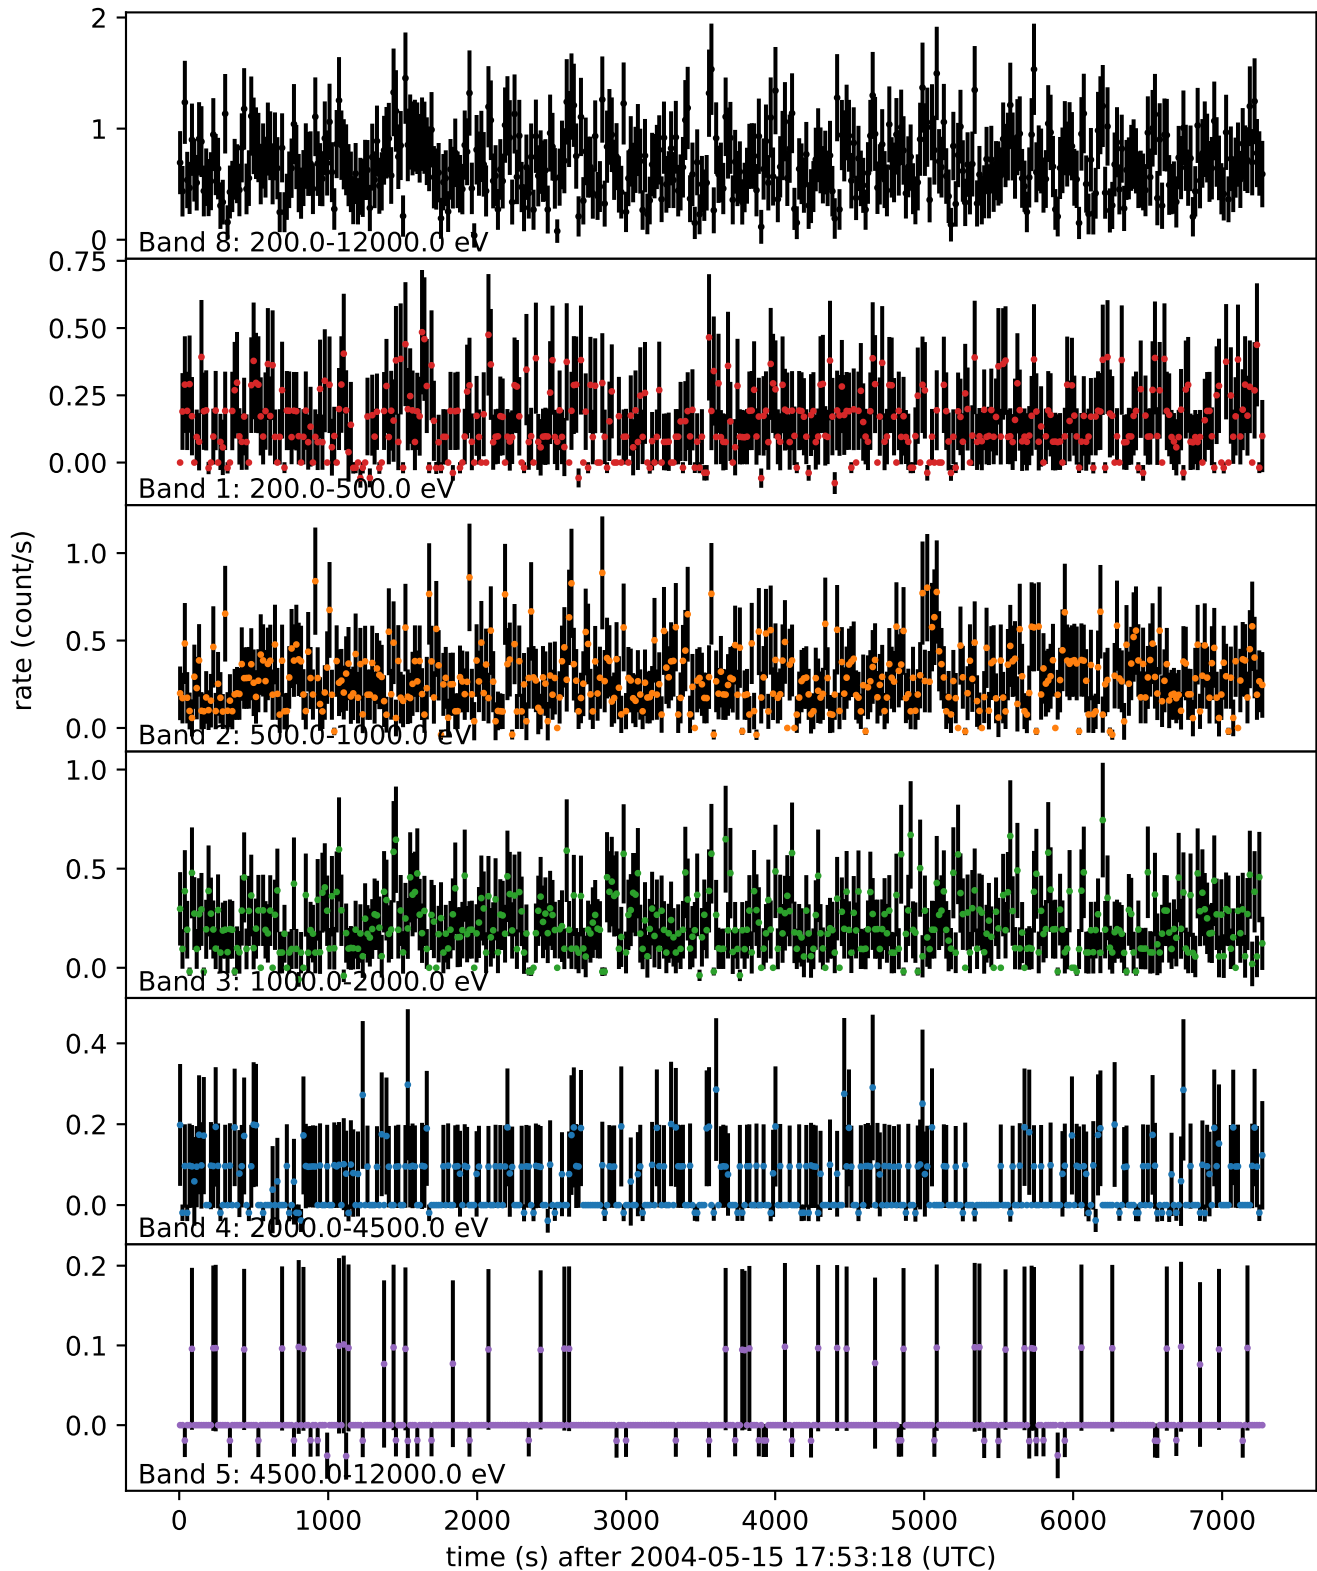 2
1
0
Band 8: 200.0-12000.0 eV
0.75
0.50
0.25
0.00
Band 1: 200.0-500.0 eV
1.0
0.5
0.0
Band 2: 500.0-1000.0 eV
rate (count/s)
1.0
0.5
0.0
Band 3: 1000.0-2000.0 eV
0.4
0.2
0.0
Band 4: 2000.0-4500.0 eV
0.2
0.1
0.0
Band 5: 4500.0-12000.0 eV
0 1000 2000 3000 4000 5000 6000 7000
time (s) after 2004-05-15 17:53:18 (UTC)